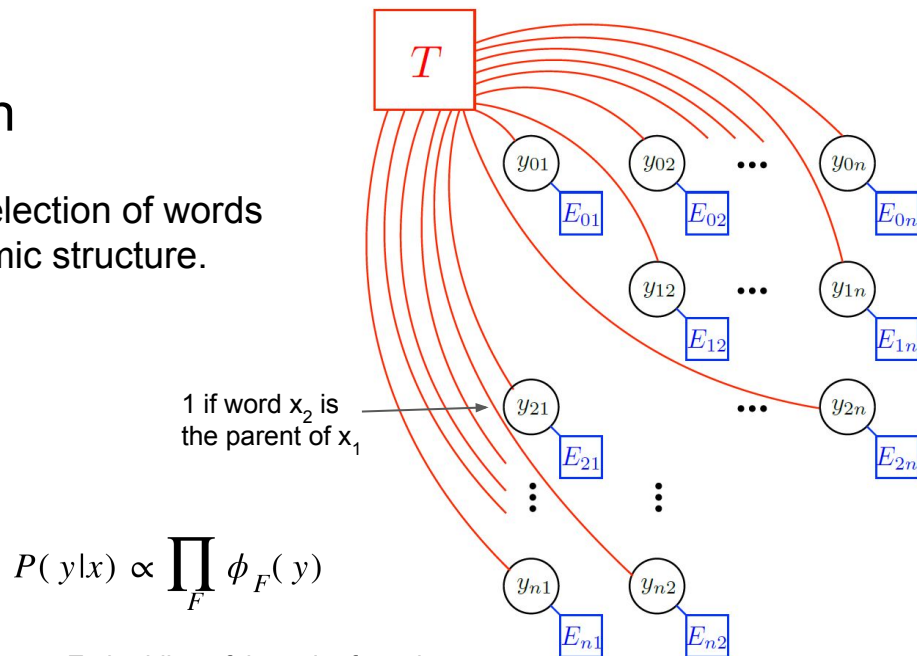 T
y01 y02 ••• y0n
E01 E02 E0n
election of words
mic structure.
y12 ••• y1n
E12 E1n
1 if word x2 is
the parent of x1
y21 ••• y2n
E21 E2n
P( y|x) ∝ ∏F ϕF( y)
yn1 yn2
En1 En2